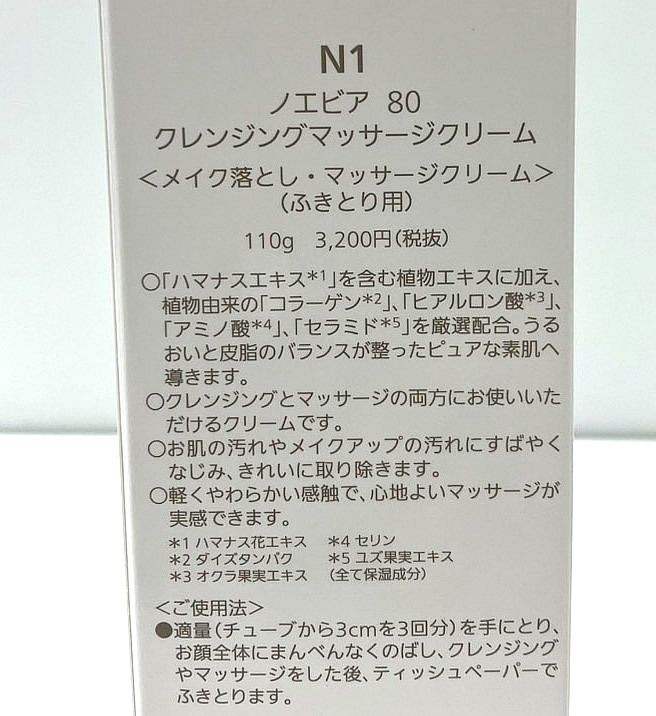 N1
ノエビア 80
クレンジングマッサージクリーム
＜メイク落とし・マッサージクリーム＞
（ふきとり用）
110g 3,200円（税抜）
○「ハマナスエキス＊1」を含む植物エキスに加え、
植物由来の「コラーゲン＊2」、「ヒアルロン酸＊3」、
「アミノ酸＊4」、「セラミド＊5」を厳選配合。うる
おいと皮脂のバランスが整ったピュアな素肌へ
導きます。
○クレンジングとマッサージの両方にお使いいた
だけるクリームです。
○お肌の汚れやメイクアップの汚れにすばやく
なじみ、きれいに取り除きます。
○軽くやわらかい感触で、心地よいマッサージが
実感できます。
＊1 ハマナス花エキス ＊4 セリン
＊2 ダイズタンパク ＊5 ユズ果実エキス
＊3 オクラ果実エキス （全て保湿成分）
＜ご使用法＞
●適量（チューブから3cmを3回分）を手にとり、
お顔全体にまんべんなくのばし、クレンジング
やマッサージをした後、ティッシュペーパーで
ふきとります。